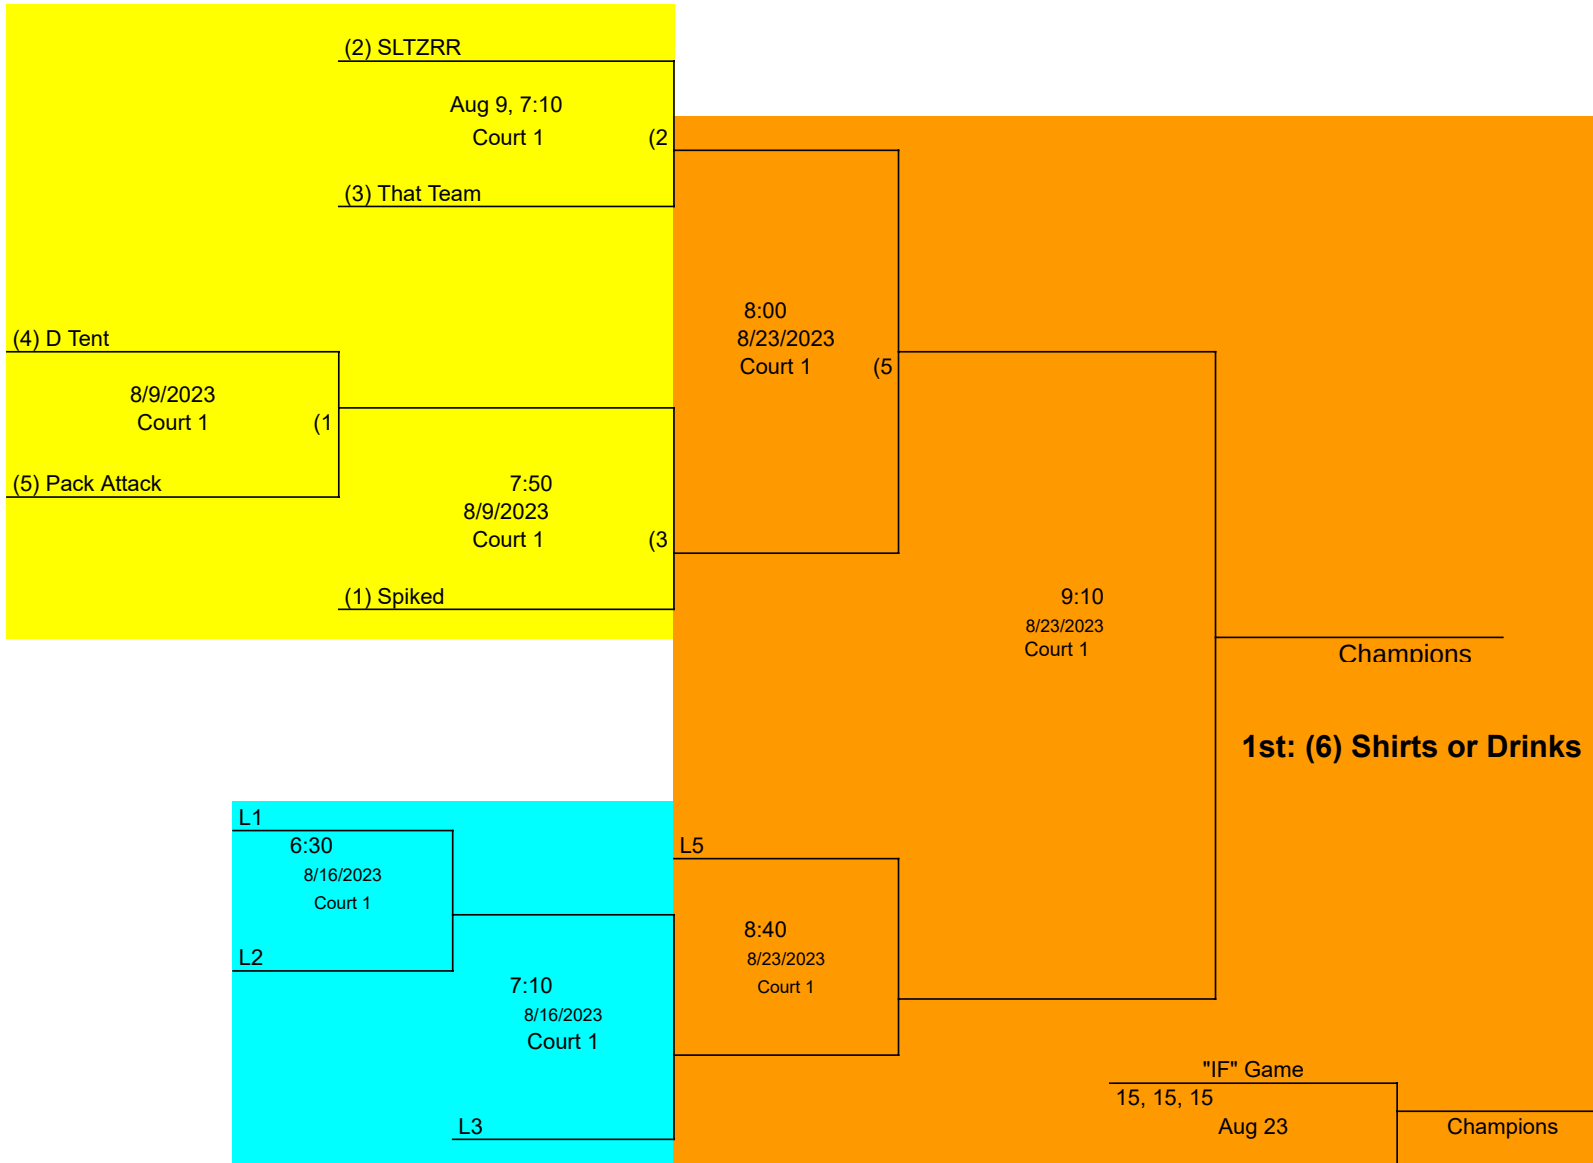 (2) SLTZRR
Aug 9, 7:10
Court 1 (2
(3) That Team
(4) D Tent
8/9/2023
Court 1 (1
(5) Pack Attack
7:50
8/9/2023
Court 1 (3
(1) Spiked
8:00
8/23/2023
Court 1 (5
9:10
8/23/2023
Court 1
Champions
1st: (6) Shirts or Drinks
L1
6:30
8/16/2023
Court 1
L2
7:10
8/16/2023
Court 1
L3
L5
8:40
8/23/2023
Court 1
"IF" Game
15, 15, 15
Aug 23
Champions